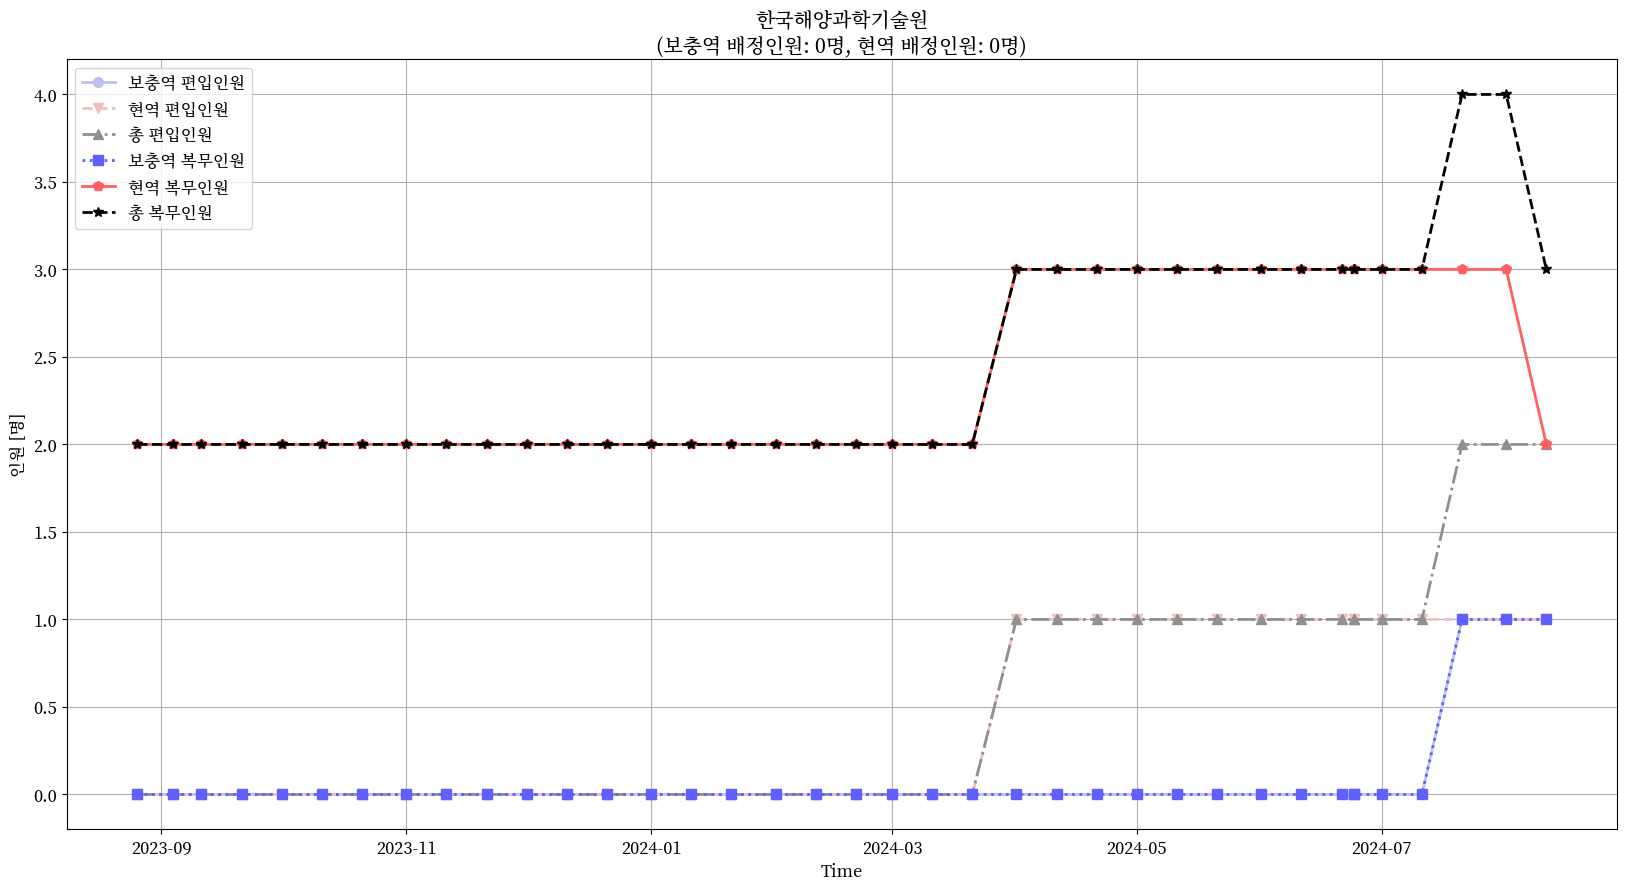 한국해양과학기술원
(보충역 배정인원: 0명, 현역 배정인원: 0명)
보충역 편입인원
현역 편입인원
총 편입인원
보충역 복무인원
현역 복무인원
총 복무인원
인원 [명]
4.0
3.5
3.0
2.5
2.0
1.5
1.0
0.5
0.0
2023-09
2023-11
2024-01
2024-03
2024-05
2024-07
Time